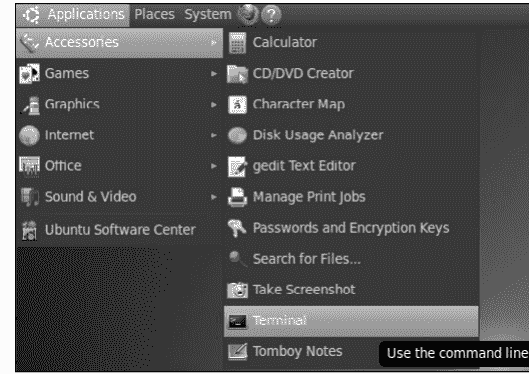 Applications Places System
Accessories
Games
Graphics
Internet
Office
Sound & Video
Ubuntu Software Center
Calculator
CD/DVD Creator
Character Map
Disk Usage Analyzer
gedit Text Editor
Manage Print Jobs
Passwords and Encryption Keys
Search for Files...
Take Screenshot
Terminal
Tomboy Notes
Use the command line